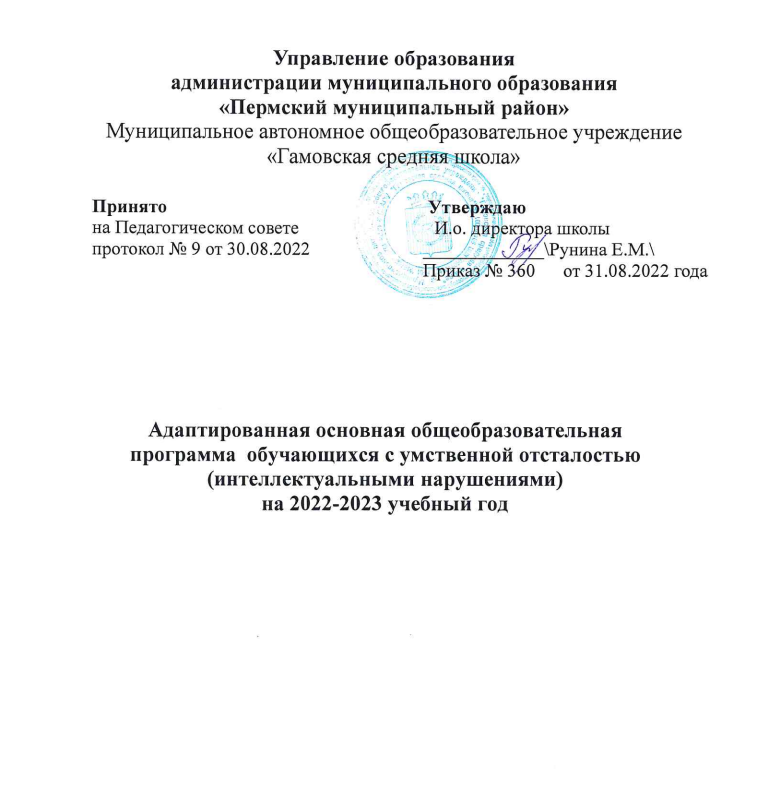 Управление образования
администрации муниципального образования
«Пермский муниципальный район»
Муниципальное автономное общеобразовательное учреждение
«Гамовская средняя школа»
Принято
на Педагогическом совете
протокол № 9 от 30.08.2022
Утверждаю
И.о. директора школы
_____________\Рунина Е.М.\
Приказ № 360 от 31.08.2022 года
Адаптированная основная общеобразовательная
программа обучающихся с умственной отсталостью
(интеллектуальными нарушениями)
на 2022-2023 учебный год